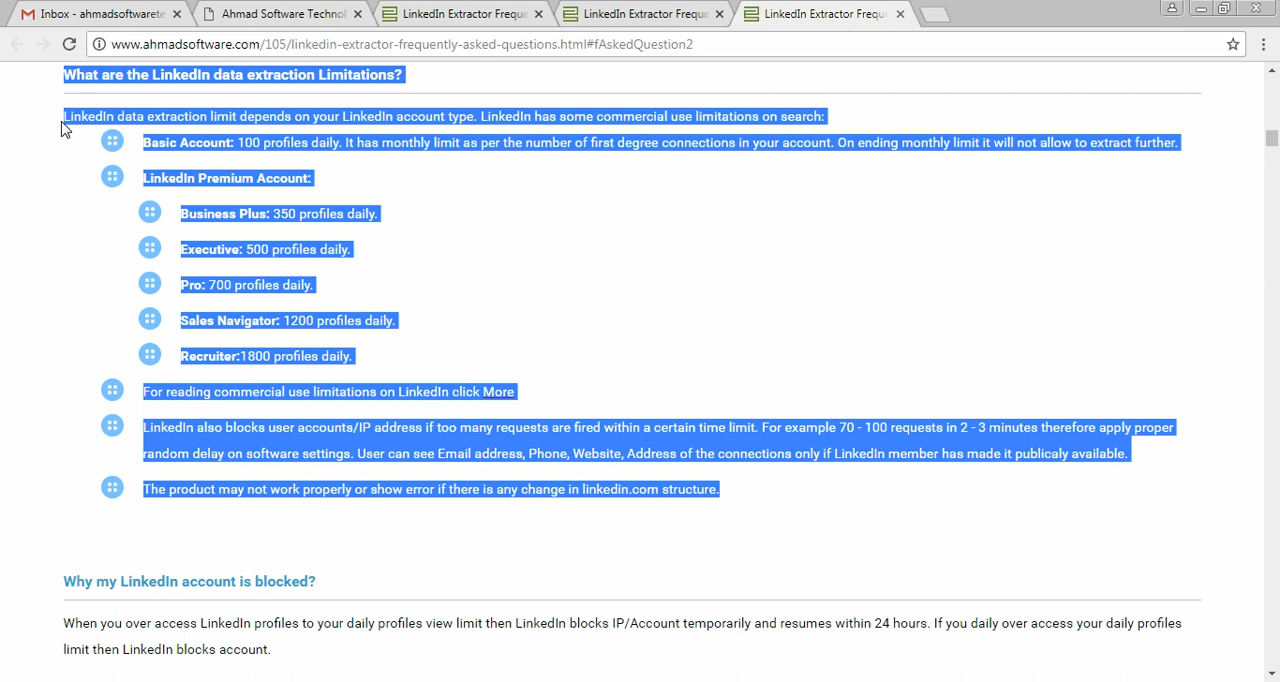 Inbox - ahmadsoftwarete
Ahmad Software Technol
LinkedIn Extractor Freque
LinkedIn Extractor Freque
LinkedIn Extractor Freque
www.ahmadsoftware.com/105/linkedin-extractor-frequently-asked-questions.html#fAskedQuestion2
What are the LinkedIn data extraction Limitations?
LinkedIn data extraction limit depends on your LinkedIn account type. LinkedIn has some commercial use limitations on search:
Basic Account: 100 profiles daily. It has monthly limit as per the number of first degree connections in your account. On ending monthly limit it will not allow to extract further.
LinkedIn Premium Account:
Business Plus: 350 profiles daily.
Executive: 500 profiles daily.
Pro: 700 profiles daily.
Sales Navigator: 1200 profiles daily.
Recruiter:1800 profiles daily.
For reading commercial use limitations on LinkedIn click More
LinkedIn also blocks user accounts/IP address if too many requests are fired within a certain time limit. For example 70 - 100 requests in 2 - 3 minutes therefore apply proper
random delay on software settings. User can see Email address, Phone, Website, Address of the connections only if LinkedIn member has made it publicaly available.
The product may not work properly or show error if there is any change in linkedin.com structure.
Why my LinkedIn account is blocked?
When you over access LinkedIn profiles to your daily profiles view limit then LinkedIn blocks IP/Account temporarily and resumes within 24 hours. If you daily over access your daily profiles
limit then LinkedIn blocks account.